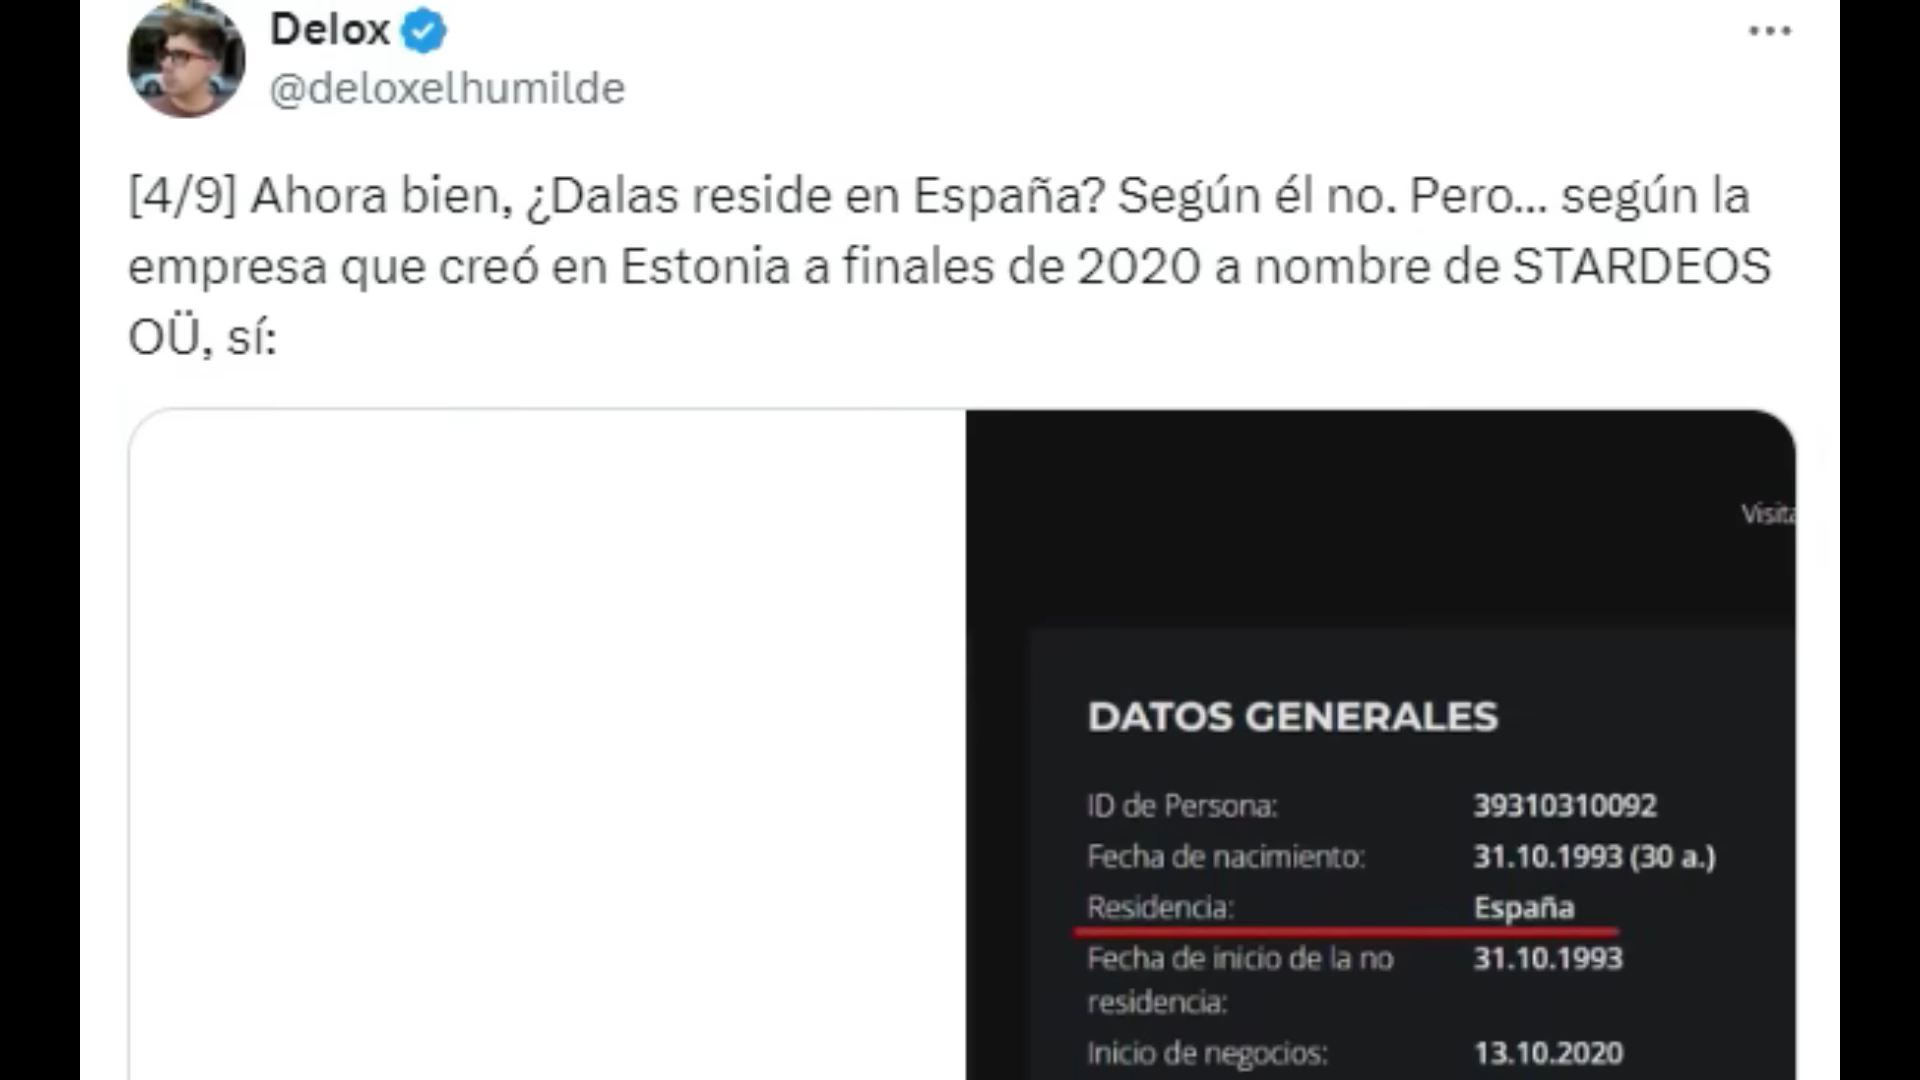 Delox
@deloxelhumilde
[4/9] Ahora bien, ¿Dalas reside en España? Según él no. Pero... según la
empresa que creó en Estonia a finales de 2020 a nombre de STARDEOS
OÜ, sí:
DATOS GENERALES
ID de Persona: 39310310092
Fecha de nacimiento: 31.10.1993 (30 a.)
Residencia: España
Fecha de inicio de la no 31.10.1993
residencia:
Inicio de negocios: 13.10.2020